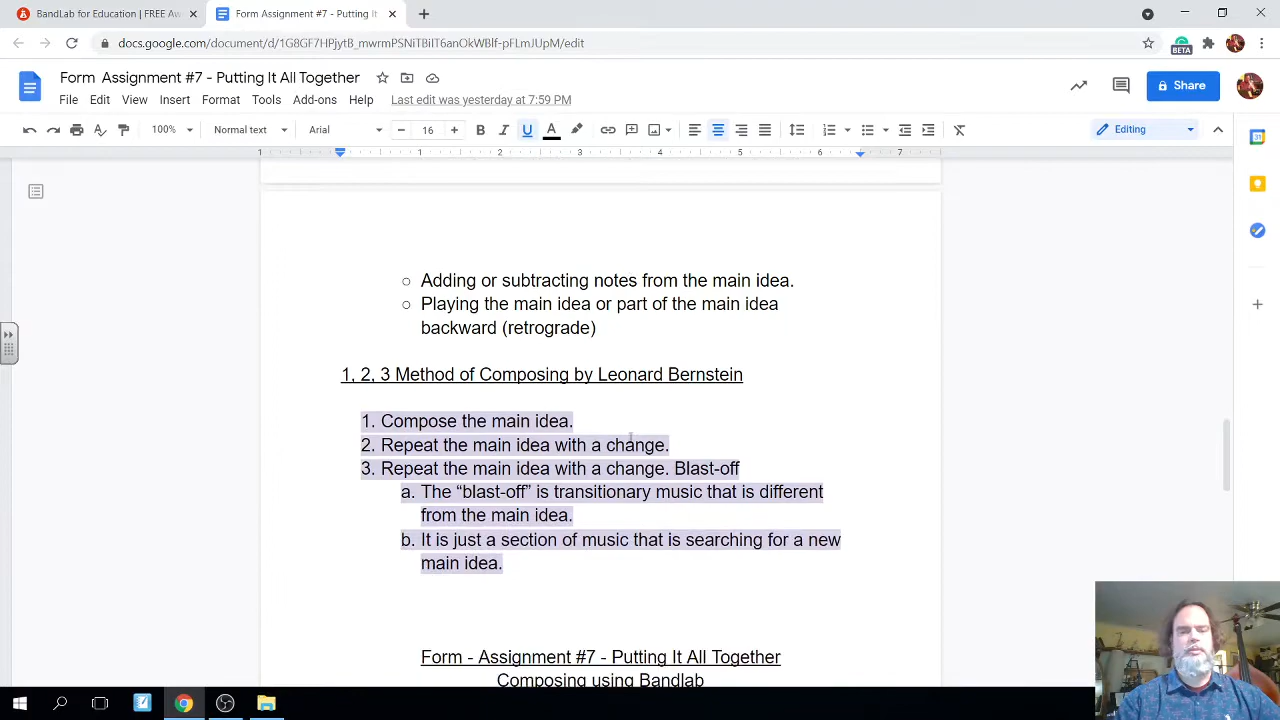 BandLab for Education | FREE Aw
Form Assignment #7 - Putting It
docs.google.com/document/d/1G8GF7HPjytB_mwrmPSNiTBiIT6anOkWBlf-pFLmJUpM/edit
BETA
Form Assignment #7 - Putting It All Together
Share
File Edit View Insert Format Tools Add-ons Help Last edit was yesterday at 7:59 PM
100% Normal text Arial 16 B I U A Editing
1 1 2 3 4 5 6 7
○ Adding or subtracting notes from the main idea.
○ Playing the main idea or part of the main idea
backward (retrograde)
1, 2, 3 Method of Composing by Leonard Bernstein
1. Compose the main idea.
2. Repeat the main idea with a change.
3. Repeat the main idea with a change. Blast-off
a. The “blast-off” is transitionary music that is different
from the main idea.
b. It is just a section of music that is searching for a new
main idea.
Form - Assignment #7 - Putting It All Together
Composing using Bandlab